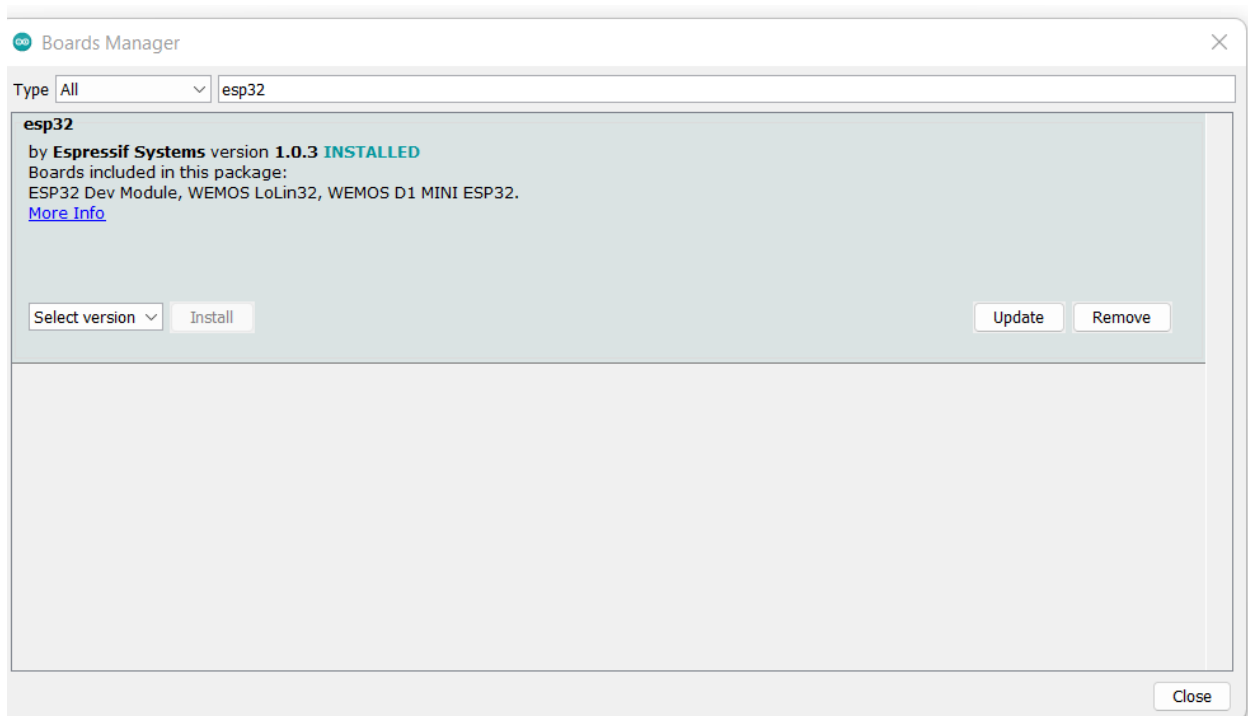 Boards Manager
Type All esp32
esp32
by Espressif Systems version 1.0.3 INSTALLED
Boards included in this package:
ESP32 Dev Module, WEMOS LoLin32, WEMOS D1 MINI ESP32.
More Info
Select version Install Update Remove
Close